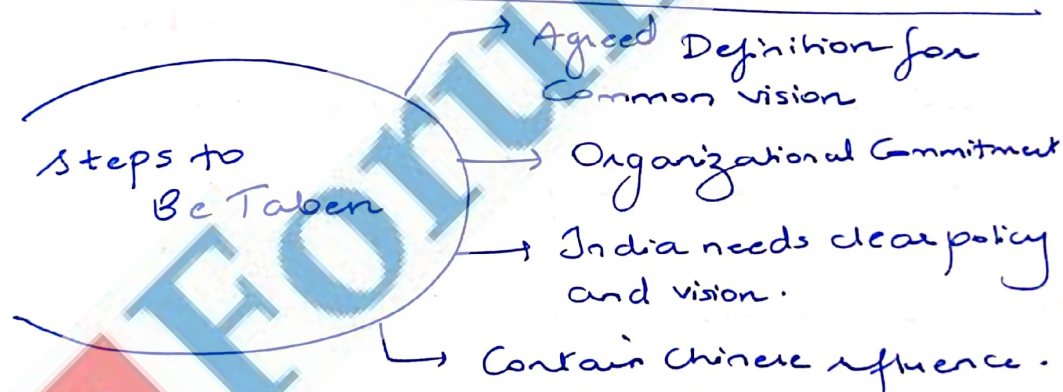 Agreed Definition for
Common vision
steps to
Be Taken
Organizational Commitment
India needs clear policy
and vision.
Contain Chinese influence.
Forum